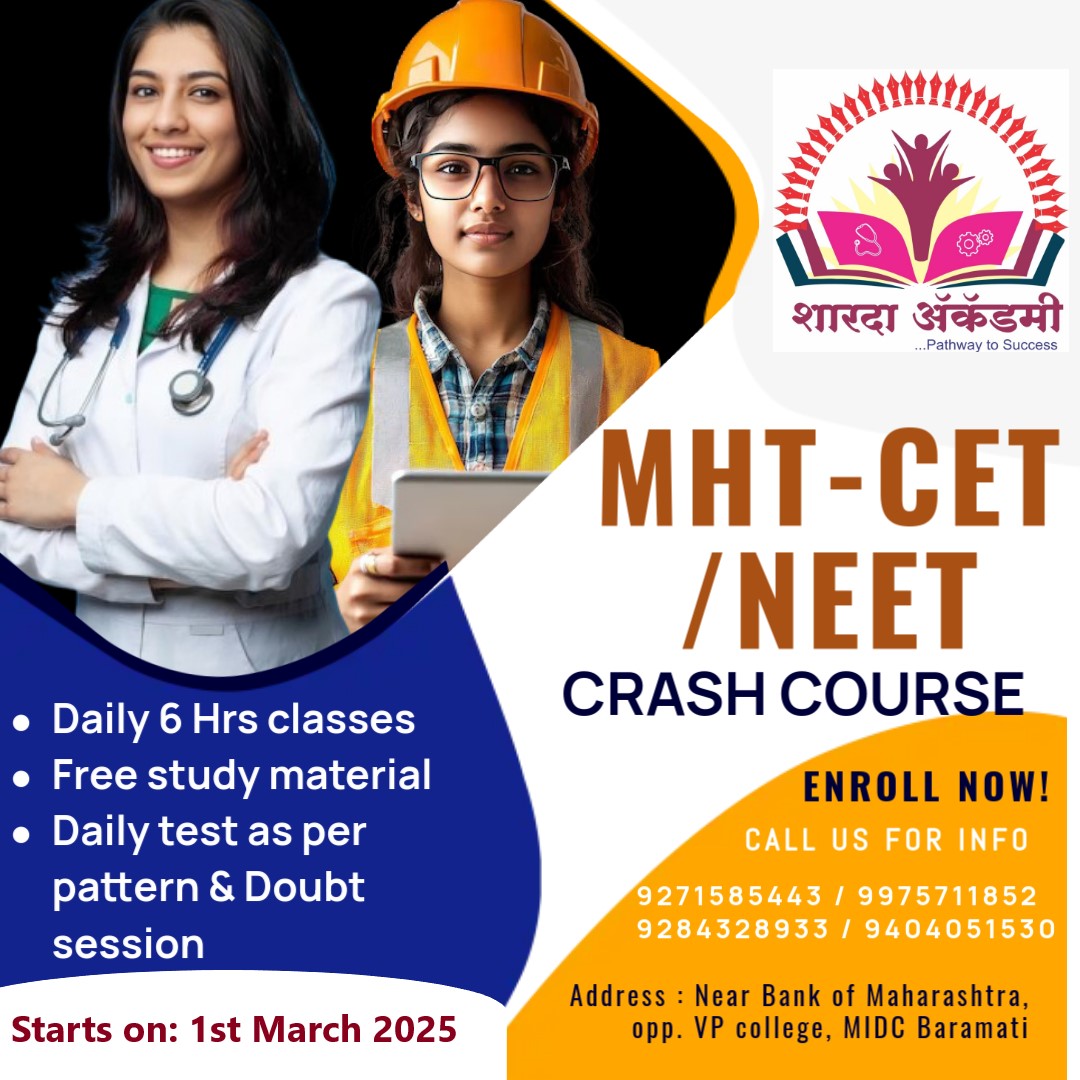 शारदा ॲकॅडमी
...Pathway to Success
MHT-CET
/NEET
CRASH COURSE
• Daily 6 Hrs classes
• Free study material
• Daily test as per
pattern & Doubt
session
Starts on: 1st March 2025
ENROLL NOW!
CALL US FOR INFO
9271585443 / 9975711852
9284328933 / 9404051530
Address : Near Bank of Maharashtra,
opp. VP college, MIDC Baramati